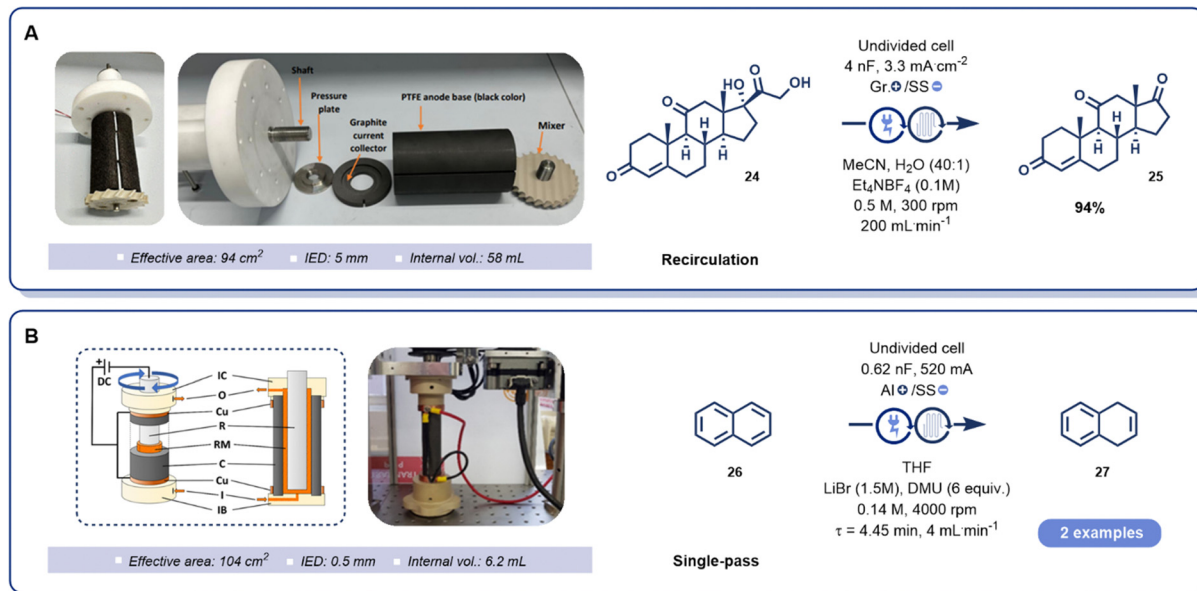 A
Shaft
Pressure
plate
Graphite
current
collector
PTFE anode base (black color)
Mixer
Effective area: 94 cm²
IED: 5 mm
Internal vol.: 58 mL
O
OH
O
OH
O
H
H
H
24
Undivided cell
4 nF, 3.3 mA·cm⁻²
Gr.+/SS−
MeCN, H₂O (40:1)
Et₄NBF₄ (0.1M)
0.5 M, 300 rpm
200 mL·min⁻¹
O
O
O
H
H
H
25
94%
Recirculation
B
+
DC
IC
O
Cu
R
RM
C
Cu
I
IB
Effective area: 104 cm²
IED: 0.5 mm
Internal vol.: 6.2 mL
26
Undivided cell
0.62 nF, 520 mA
Al+/SS−
THF
LiBr (1.5M), DMU (6 equiv.)
0.14 M, 4000 rpm
τ = 4.45 min, 4 mL·min⁻¹
27
2 examples
Single-pass